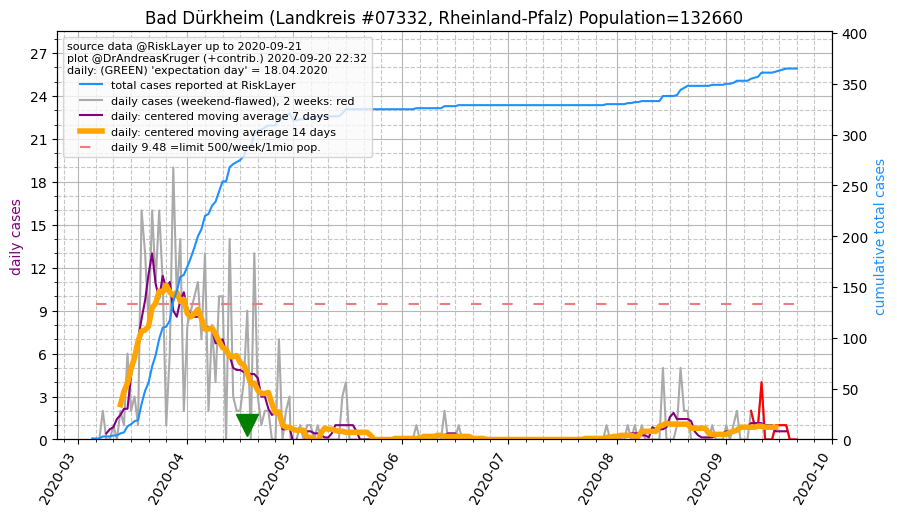 Bad Dürkheim (Landkreis #07332, Rheinland-Pfalz) Population=132660
source data @RiskLayer up to 2020-09-21
plot @DrAndreasKruger (+contrib.) 2020-09-20 22:32
daily: (GREEN) 'expectation day' = 18.04.2020
total cases reported at RiskLayer
daily cases (weekend-flawed), 2 weeks: red
daily: centered moving average 7 days
daily: centered moving average 14 days
daily 9.48 =limit 500/week/1mio pop.
daily cases
27
24
21
18
15
12
9
6
3
0
cumulative total cases
400
350
300
250
200
150
100
50
0
2020-03
2020-04
2020-05
2020-06
2020-07
2020-08
2020-09
2020-10